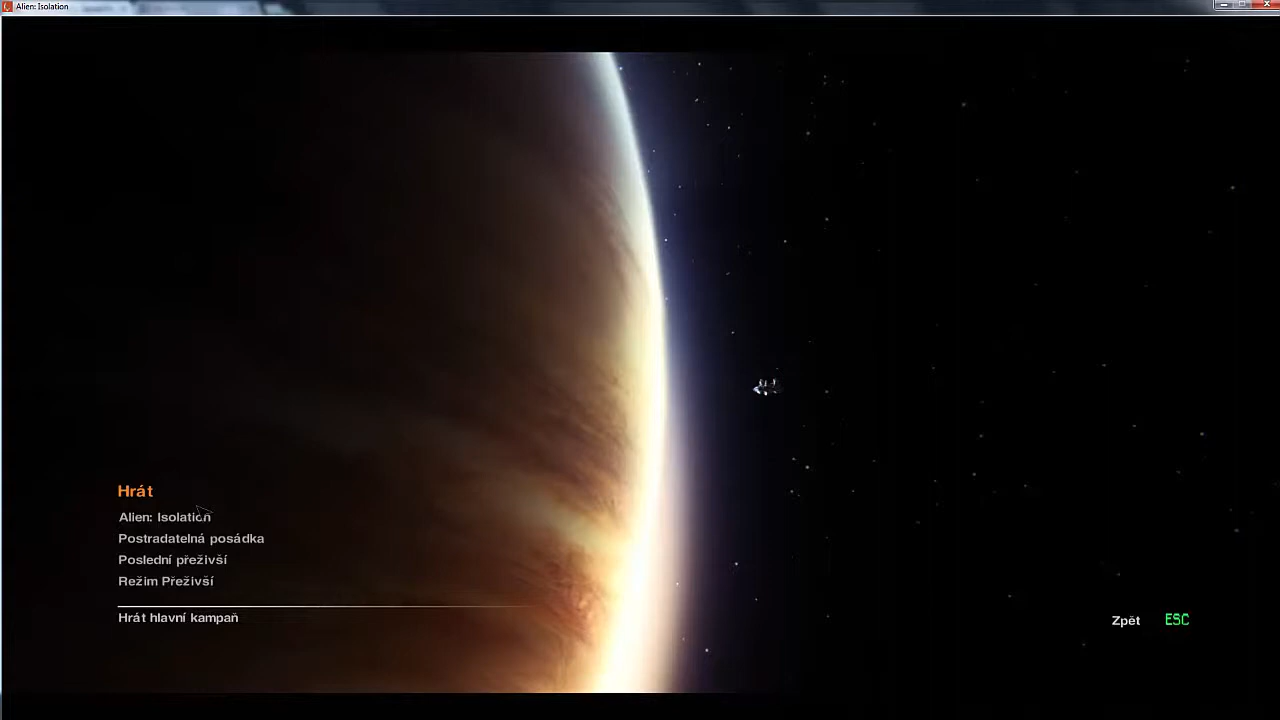 Alien: Isolation
Hrát
Alien: Isolation
Postradatelná posádka
Poslední přeživší
Režim Přeživší
Hrát hlavní kampaň
Zpět ESC